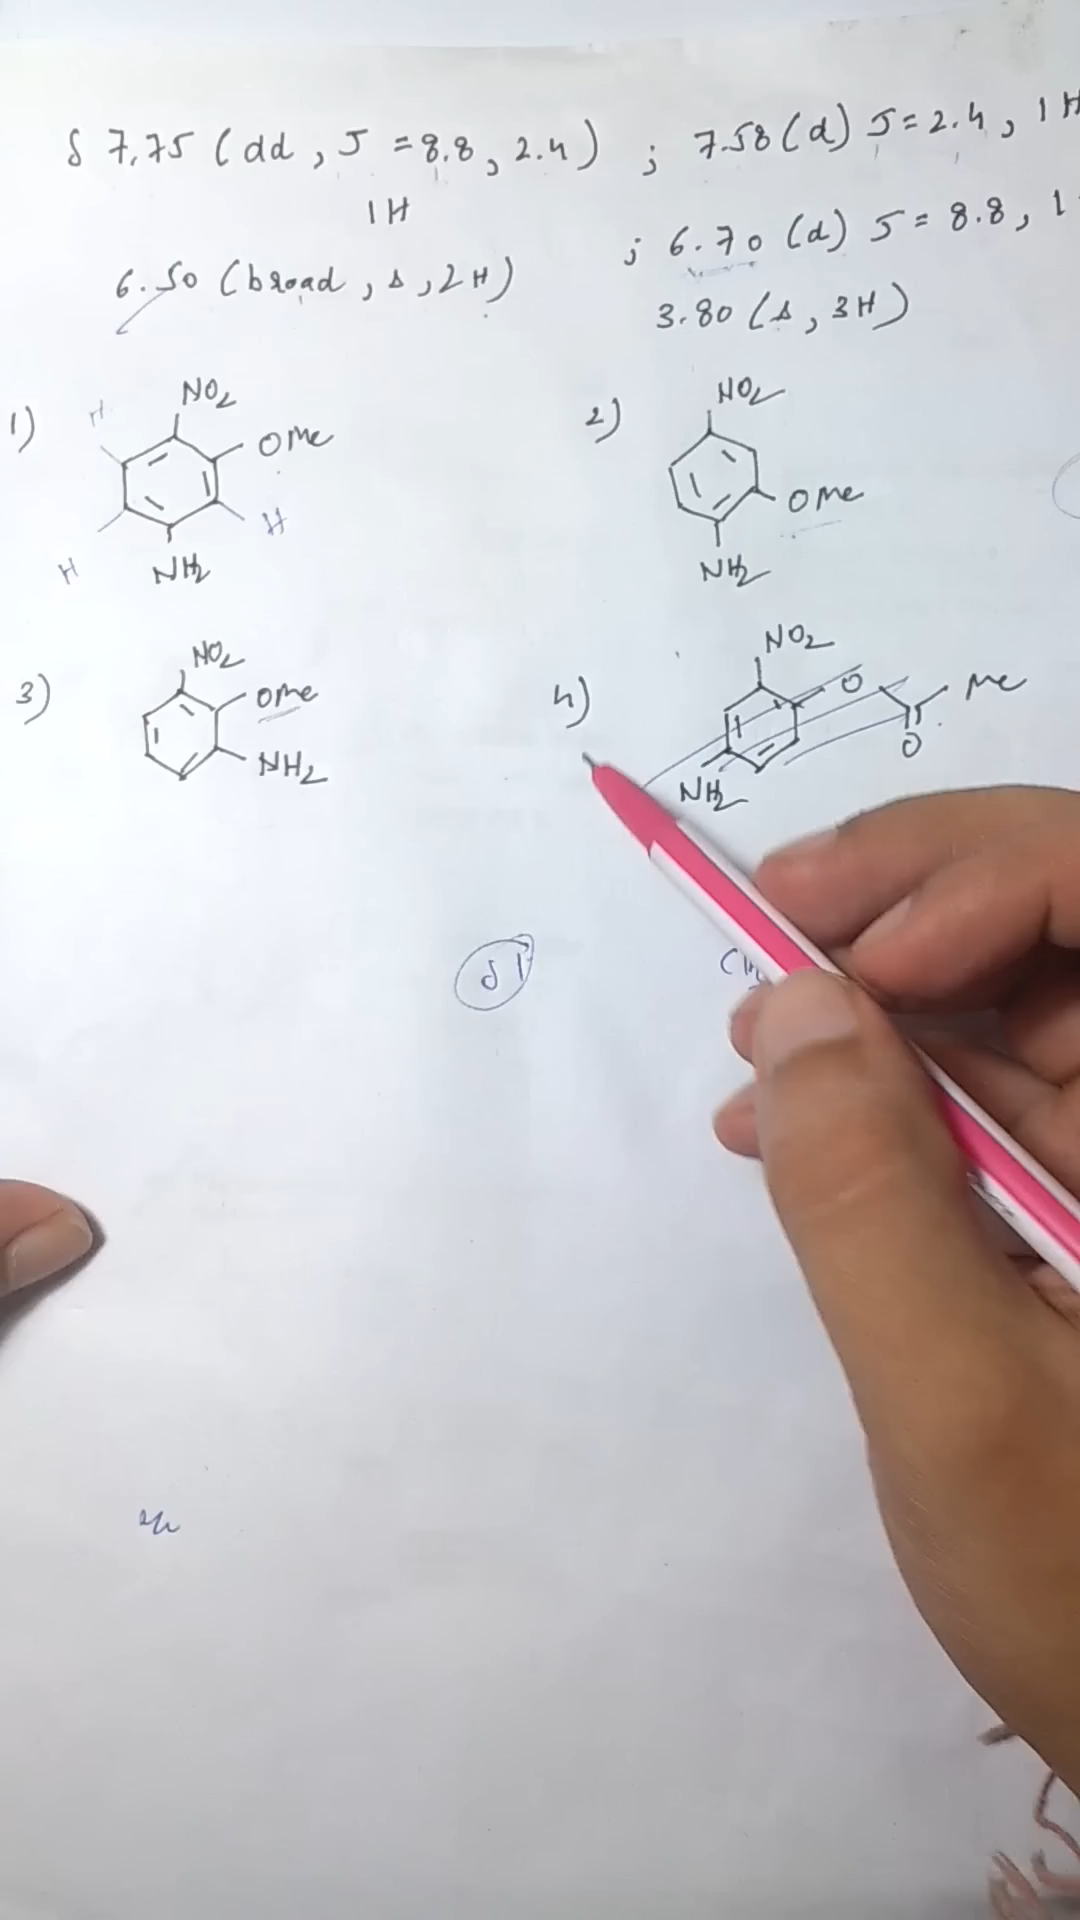 δ 7.75 (dd, J = 8.8, 2.4) ; 7.58 (d) J = 2.4, 1H
1H
; 6.70 (d) J = 8.8, 1
6.50 (broad, s, 2H)
3.80 (s, 3H)
1)
NO2
OMe
H
H
H
NH2
2)
NO2
OMe
NH2
3)
NO2
OMe
NH2
4)
NO2
O
Me
O
NH2